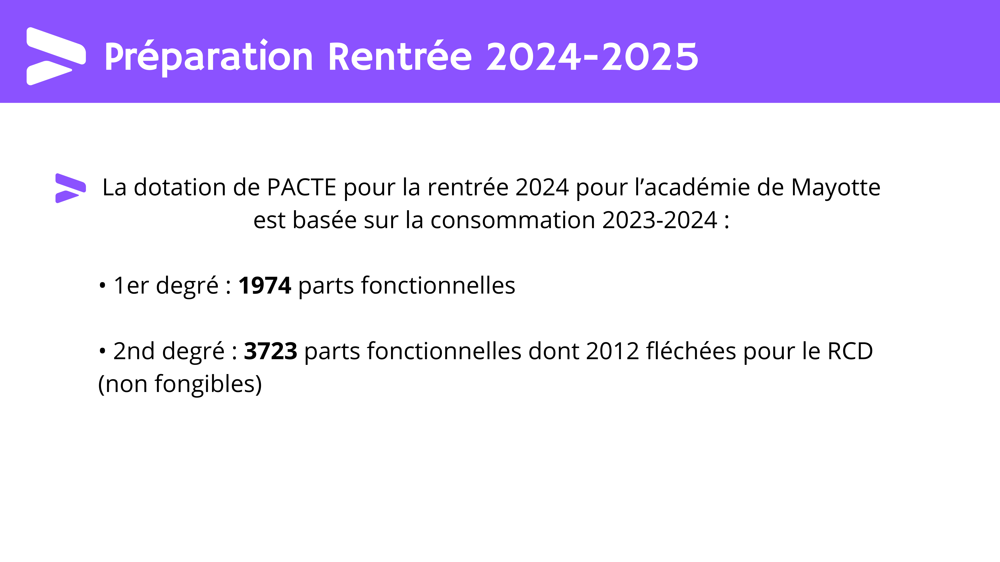 Préparation Rentrée 2024-2025
La dotation de PACTE pour la rentrée 2024 pour l’académie de Mayotte
est basée sur la consommation 2023-2024 :
• 1er degré : 1974 parts fonctionnelles
• 2nd degré : 3723 parts fonctionnelles dont 2012 fléchées pour le RCD
(non fongibles)